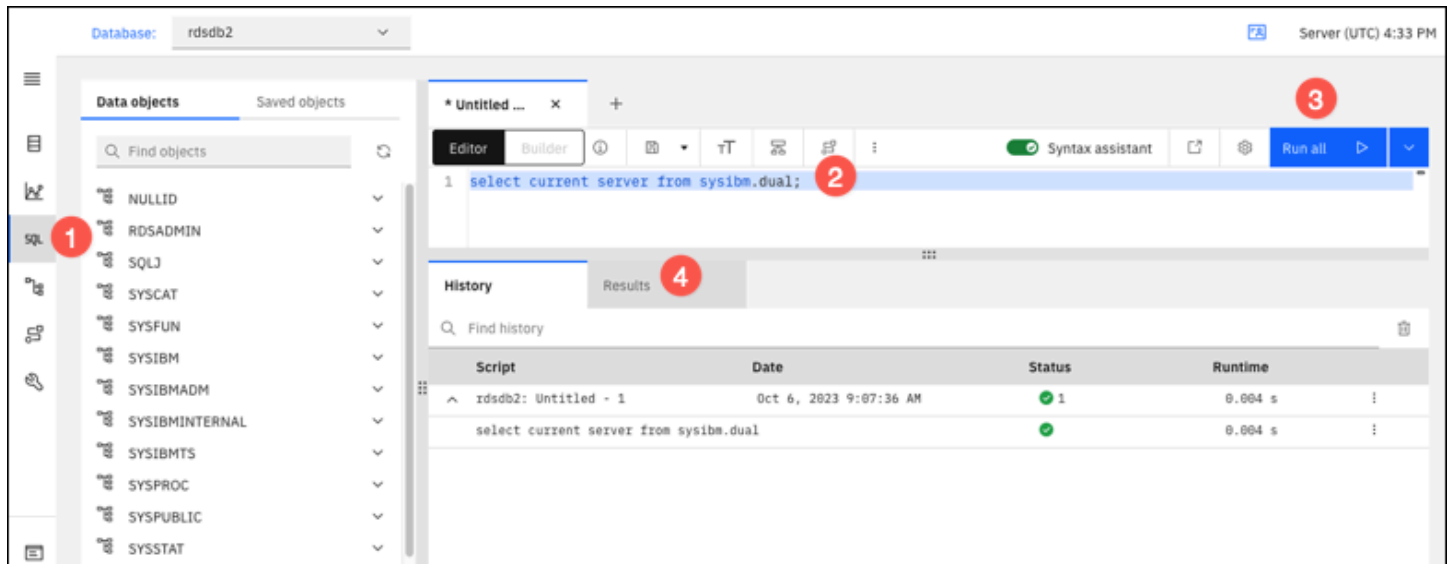 Database: rdsdb2
Server (UTC) 4:33 PM
Data objects Saved objects
Find objects
NULLID
RDSADMIN
SQLJ
SYSCAT
SYSFUN
SYSIBM
SYSIBMADM
SYSIBMINTERNAL
SYSIBMTS
SYSPROC
SYSPUBLIC
SYSSTAT
SQL
1
* Untitled ... × +
3
Editor Builder
Syntax assistant
Run all
1 select current server from sysibm.dual;
2
History Results
4
Find history
Script Date Status Runtime
rdsdb2: Untitled - 1 Oct 6, 2023 9:07:36 AM 1 0.004 s
select current server from sysibm.dual 0.004 s